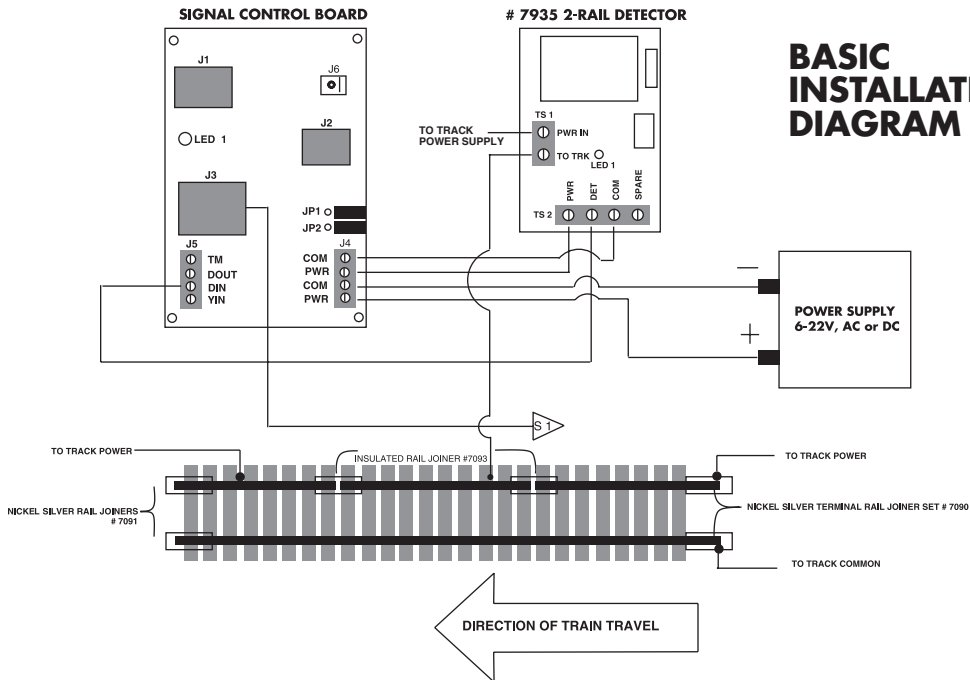 SIGNAL CONTROL BOARD
# 7935 2-RAIL DETECTOR
BASIC
INSTALLATI
DIAGRAM
J1
J6
J2
LED 1
J3
JP1
JP2
J5
TM
DOUT
DIN
YIN
J4
COM
PWR
COM
PWR
TO TRACK
POWER SUPPLY
TS 1
PWR IN
TO TRK
LED 1
PWR
DET
COM
SPARE
TS 2
–
+
POWER SUPPLY
6-22V, AC or DC
S 1
TO TRACK POWER
INSULATED RAIL JOINER #7093
TO TRACK POWER
NICKEL SILVER RAIL JOINERS
# 7091
NICKEL SILVER TERMINAL RAIL JOINER SET # 7090
TO TRACK COMMON
DIRECTION OF TRAIN TRAVEL